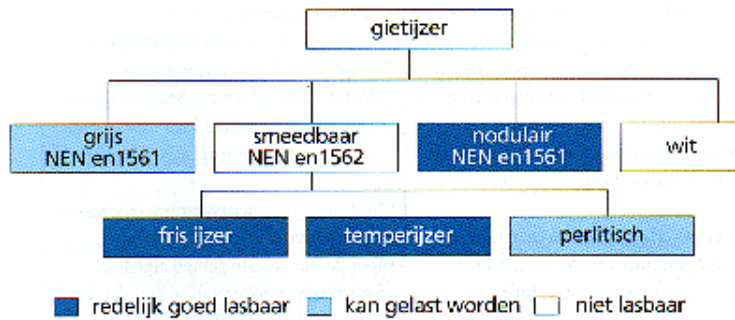 gietijzer
grijs
NEN en1561
smeedbaar
NEN en1562
nodulair
NEN en1561
wit
fris ijzer
temperijzer
perlitisch
redelijk goed lasbaar
kan gelast worden
niet lasbaar